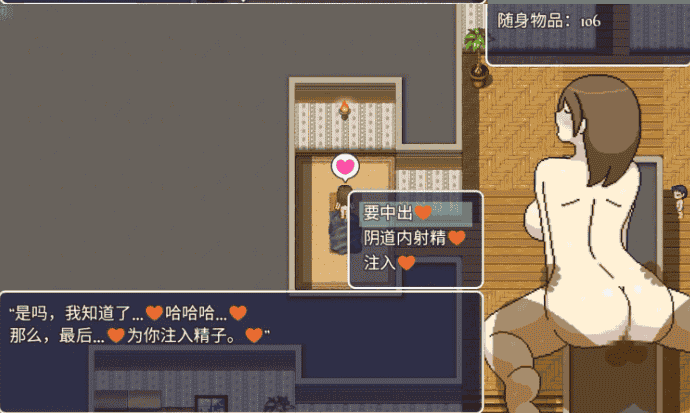 随身物品：106
要中出🧡
阴道内射精🧡
注入🧡
“是吗，我知道了...🧡哈哈哈...🧡
那么，最后...🧡为你注入精子。🧡”